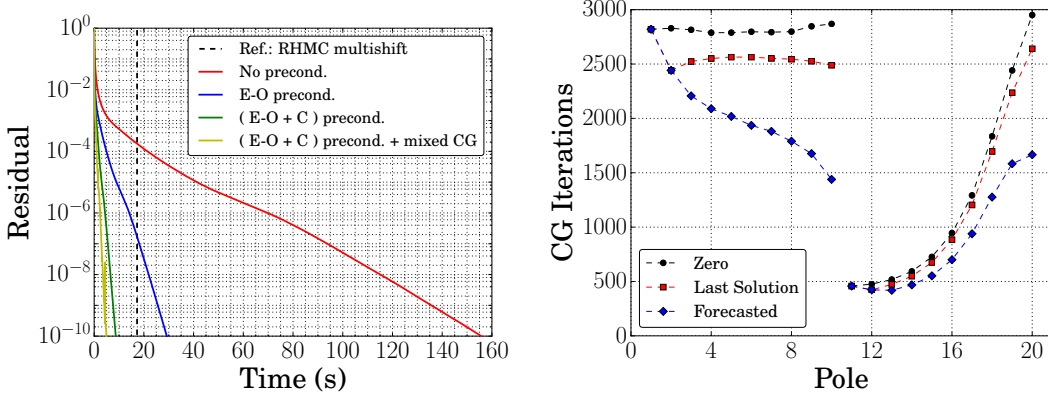 10^0
10^-2
10^-4
10^-6
10^-8
10^-10
Residual
0 20 40 60 80 100 120 140 160
Time (s)
Ref.: RHMC multishift
No precond.
E-O precond.
( E-O + C ) precond.
( E-O + C ) precond. + mixed CG
3000
2500
2000
1500
1000
500
0
CG Iterations
0 4 8 12 16 20
Pole
Zero
Last Solution
Forecasted